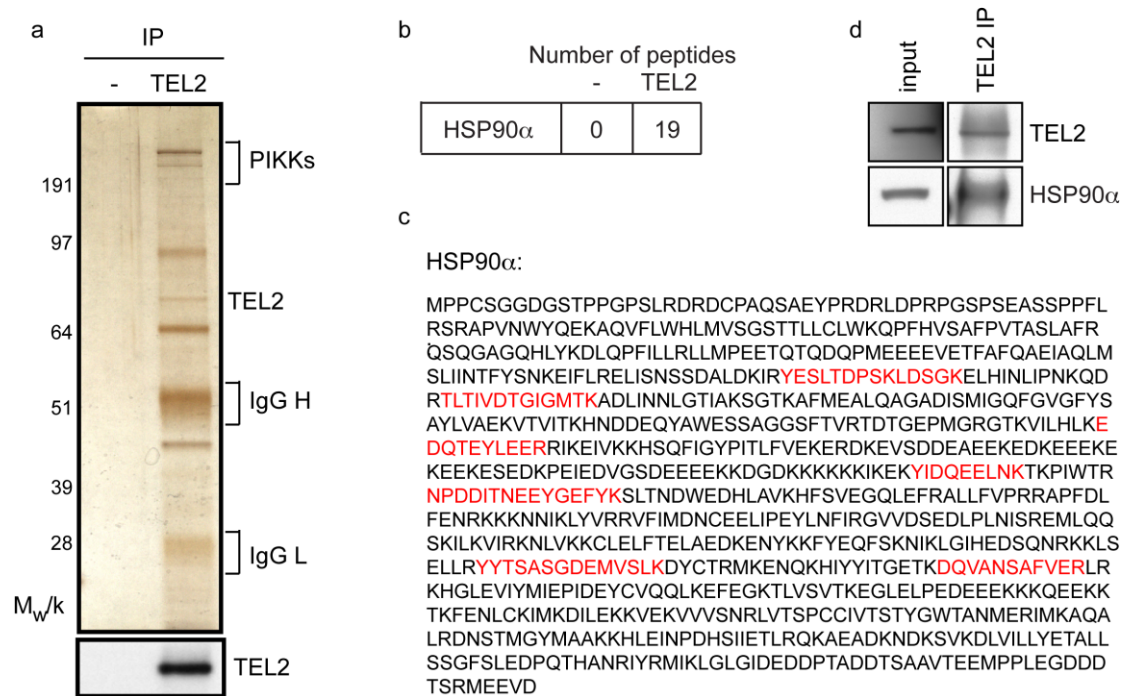 a
IP
-
TEL2
PIKKs
191
97
TEL2
64
51
IgG H
39
28
IgG L
Mw/k
TEL2
b
Number of peptides
-
TEL2
HSP90α
0
19
c
HSP90α:
MPPCSGGDGSTPPGPSLRDRDCPAQSAEYPRDRLDPRPGSPSEASSPPFL
RSRAPVNWYQEKAQVFLWHLMVSGSTTLLCLWKQPFHVSAFPVTASLAFR
QSQGAGQHLYKDLQPFILLRLLMPEETQTQDQPMEEEEVETFAFQAEIAQLM
SLIINTFYSNKEIFLRELISNSSDALDKIRYESLTDPSKLDSGKELHINLIPNKQD
RTLTIVDTGIGMTKADLINNLGTIAKSGTKAFMEALQAGADISMIGQFGVGFYS
AYLVAEKVTVITKHNDDEQYAWESSAGGSFTVRTDTGEPMGRGTKVILHLKE
DQTEYLEERRIKEIVKKHSQFIGYPITLFVEKERDKEVSDDEAEEKEDKEEEKE
KEEKESEDKPEIEDVGSDEEEEKKDGDKKKKKKIKEKYIDQEELNKTKPIWTR
NPDDITNEEYGEFYKSLTNDWEDHLAVKHFSVEGQLEFRALLFVPRRAPFDL
FENRKKKNNIKLYVRRVFIMDNCEELIPEYLNFIRGVVDSEDLPLNISREMLQQ
SKILKVIRKNLVKKCLELFTELAEDKENYKKFYEQFSKNIKLGIHEDSQNRKKLS
ELLRYYTSASGDEMVSLKDYCTRMKENQKHIYYITGETKDQVANSAFVERLR
KHGLEVIYMIEPIDEYCVQQLKEFEGKTLVSVTKEGLELPEDEEEKKKQEEKK
TKFENLCKIMKDILEKKVEKVVVSNRLVTSPCCIVTSTYGWTANMERIMKAQA
LRDNSTMGYMAAKKHLEINPDHSIIETLRQKAEADKNDKSVKDLVILLYETALL
SSGFSLEDPQTHANRIYRMIKLGLGIDEDDPTADDTSAAVTEEMPPLEGDDD
TSRMEEVD
d
input
TEL2 IP
TEL2
HSP90α